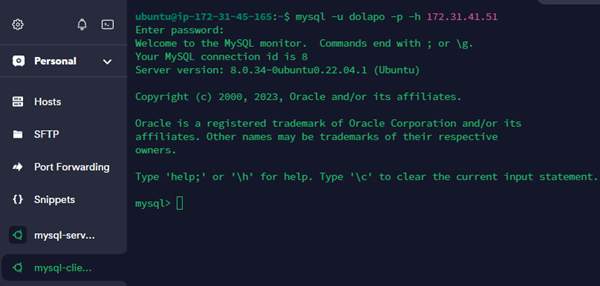 Personal
Hosts
SFTP
Port Forwarding
{} Snippets
mysql-serv...
mysql-clie...
ubuntu@ip-172-31-45-165:~$ mysql -u dolapo -p -h 172.31.41.51
Enter password:
Welcome to the MySQL monitor.  Commands end with ; or \g.
Your MySQL connection id is 8
Server version: 8.0.34-0ubuntu0.22.04.1 (Ubuntu)
Copyright (c) 2000, 2023, Oracle and/or its affiliates.
Oracle is a registered trademark of Oracle Corporation and/or its
affiliates. Other names may be trademarks of their respective
owners.
Type 'help;' or '\h' for help. Type '\c' to clear the current input statement.
mysql>